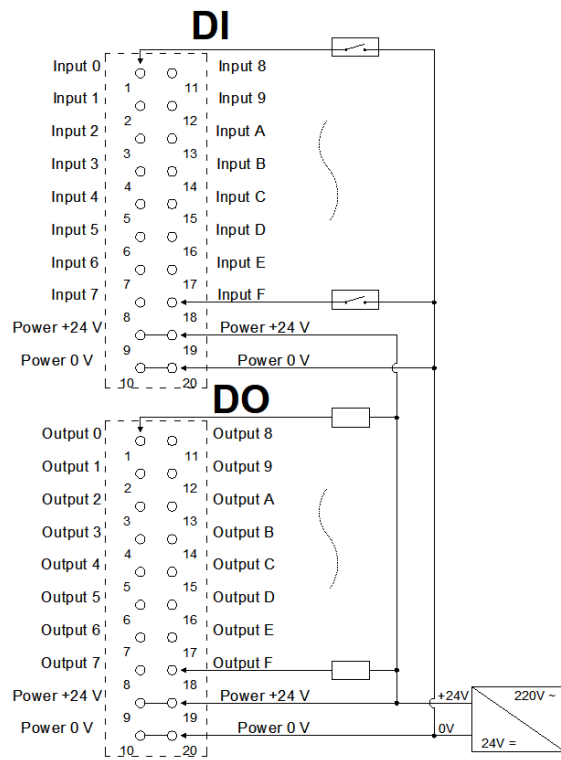 DI
Input 0 Input 8
1 11
Input 1 Input 9
2 12
Input 2 Input A
3 13
Input 3 Input B
4 14
Input 4 Input C
5 15
Input 5 Input D
6 16
Input 6 Input E
7 17
Input 7 Input F
8 18
Power +24 V Power +24 V
9 19
Power 0 V Power 0 V
10 20
DO
Output 0 Output 8
1 11
Output 1 Output 9
2 12
Output 2 Output A
3 13
Output 3 Output B
4 14
Output 4 Output C
5 15
Output 5 Output D
6 16
Output 6 Output E
7 17
Output 7 Output F
8 18
Power +24 V Power +24 V +24V 220V ~
9 19
Power 0 V Power 0 V 0V
10 20 24V =